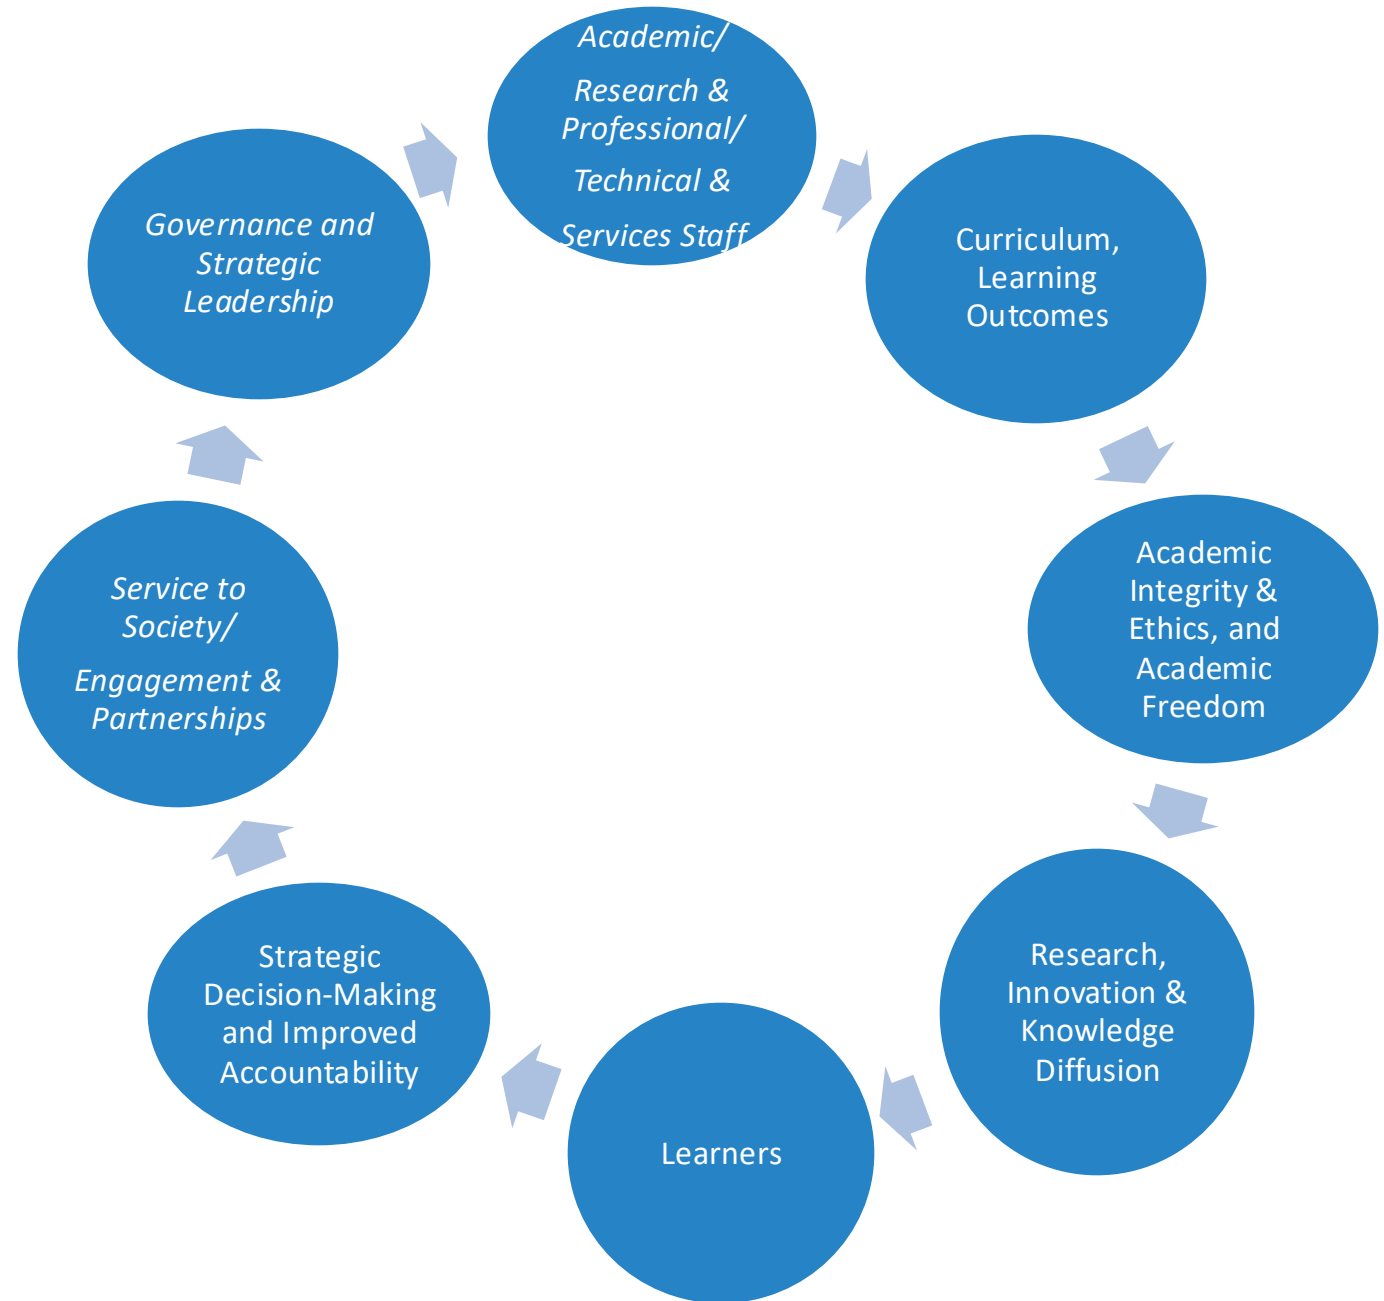 Academic/
Research &
Professional/
Technical &
Services Staff
Curriculum,
Learning
Outcomes
Academic
Integrity &
Ethics, and
Academic
Freedom
Research,
Innovation &
Knowledge
Diffusion
Learners
Strategic
Decision-Making
and Improved
Accountability
Service to
Society/
Engagement &
Partnerships
Governance and
Strategic
Leadership